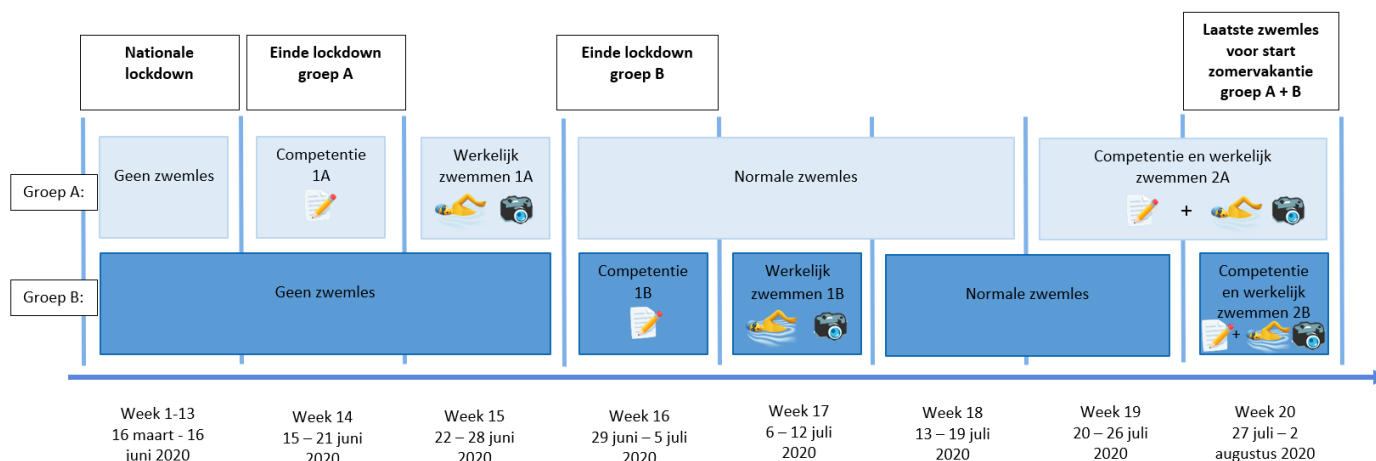 Nationale
lockdown
Einde lockdown
groep A
Einde lockdown
groep B
Laatste zwemles
voor start
zomervakantie
groep A + B
Groep A:
Geen zwemles
Competentie
1A
Werkelijk
zwemmen 1A
Normale zwemles
Competentie en werkelijk
zwemmen 2A
+
Groep B:
Geen zwemles
Competentie
1B
Werkelijk
zwemmen 1B
Normale zwemles
Competentie
en werkelijk
zwemmen 2B
+
Week 1-13
16 maart - 16
juni 2020
Week 14
15 – 21 juni
2020
Week 15
22 – 28 juni
2020
Week 16
29 juni – 5 juli
2020
Week 17
6 – 12 juli
2020
Week 18
13 – 19 juli
2020
Week 19
20 – 26 juli
2020
Week 20
27 juli – 2
augustus 2020